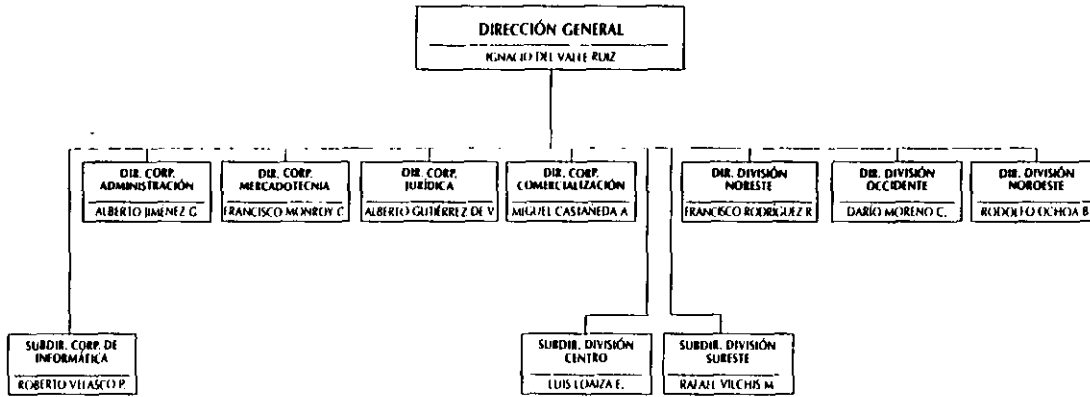 DIRECCIÓN GENERAL
IGNACIO DEL VALLE RUIZ
DIR. CORP.
ADMINISTRACIÓN
ALBERTO JIMENEZ G
DIR. CORP.
MERCADOTECNIA
FRANCISCO MONROY C
DIR. CORP.
JURÍDICA
ALBERTO GUTIÉRREZ DE V
DIR. CORP.
COMERCIALIZACIÓN
MIGUEL CASTAÑEDA A
DIR. DIVISIÓN
NORESTE
FRANCISCO RODRIGUEZ R
DIR. DIVISIÓN
OCCIDENTE
DARÍO MORENO C.
DIR. DIVISIÓN
NOROESTE
RODOLFO OCHOA B
SUBDIR. CORP. DE
INFORMÁTICA
ROBERTO VELASCO P.
SUBDIR. DIVISIÓN
CENTRO
LUIS LOAIZA E.
SUBDIR. DIVISIÓN
SURESTE
RAFAEL VILCHIS M